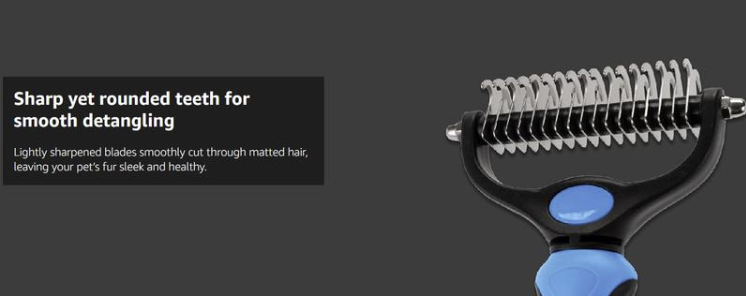 Sharp yet rounded teeth for
smooth detangling
Lightly sharpened blades smoothly cut through matted hair,
leaving your pet's fur sleek and healthy.